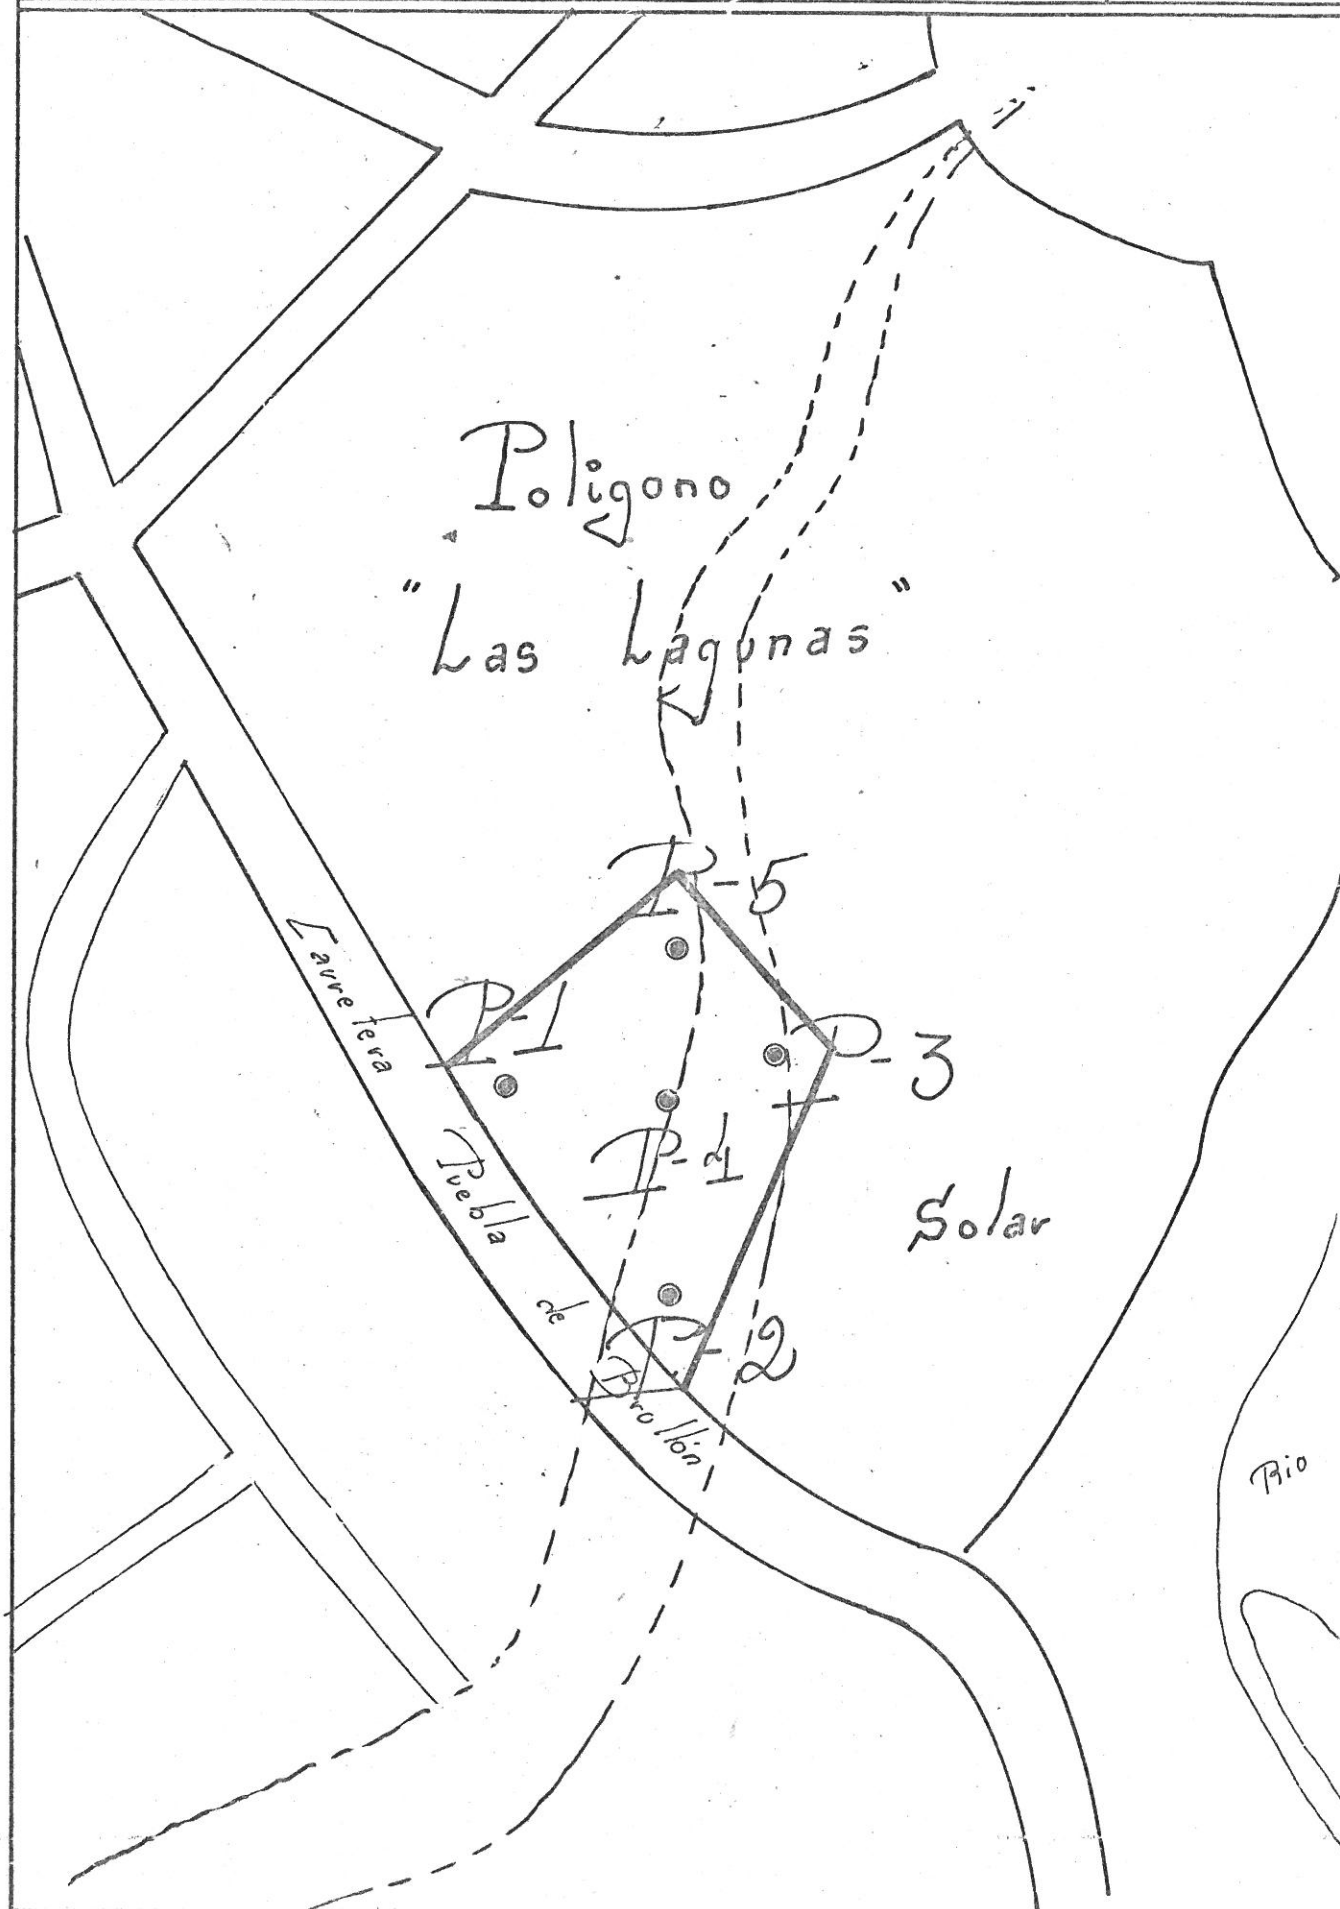 Poligono
"Las Lagunas"
P-5
P-1
P-3
P-4
Solar
P-2
Carretera
Puebla
de
Brollón
Rio